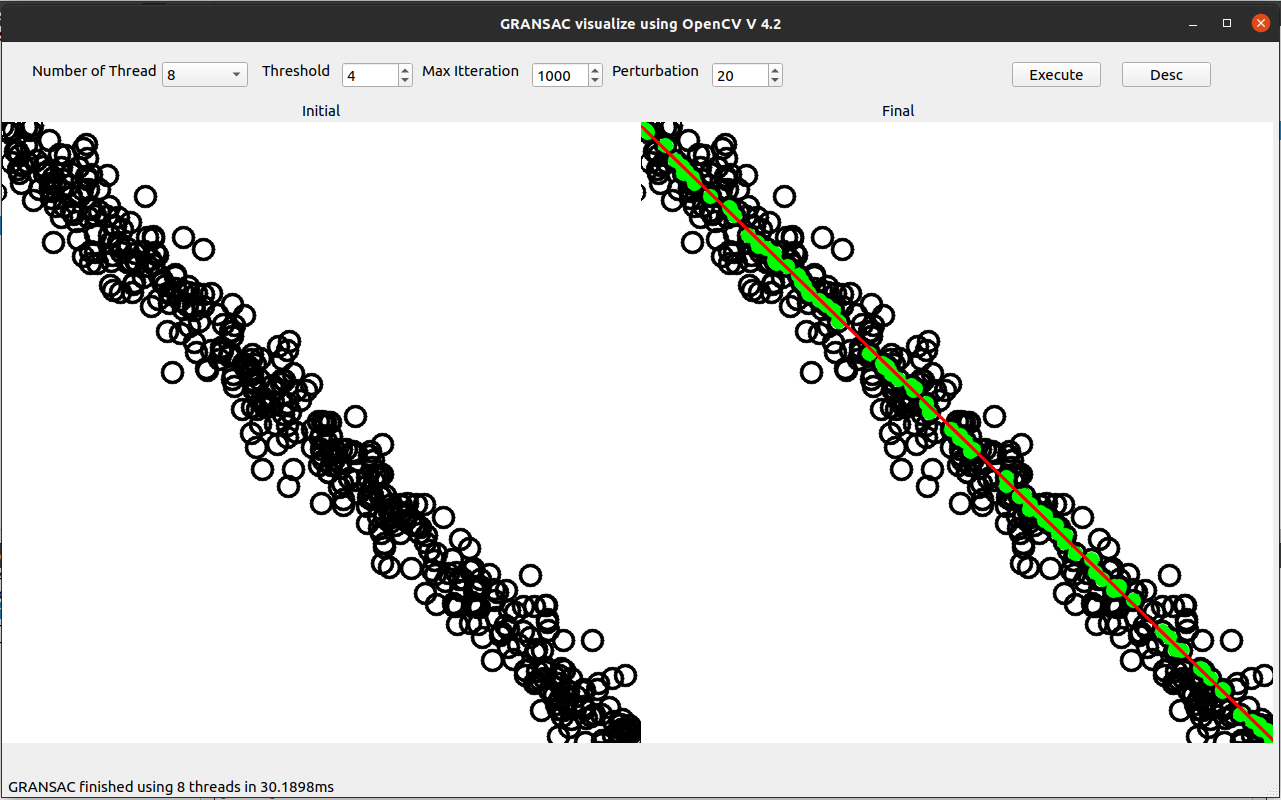 GRANSAC visualize using OpenCV V 4.2
Number of Thread 8 Threshold 4 Max Itteration 1000 Perturbation 20 Execute Desc
Initial Final
GRANSAC finished using 8 threads in 30.1898ms